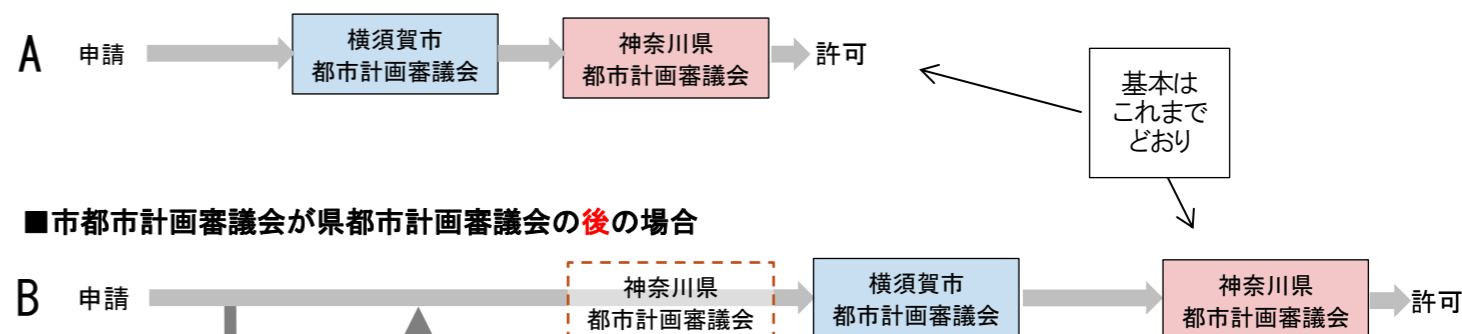 A
申請
横須賀市
都市計画審議会
神奈川県
都市計画審議会
許可
基本は
これまで
どおり
■市都市計画審議会が県都市計画審議会の後の場合
B
申請
神奈川県
都市計画審議会
横須賀市
都市計画審議会
神奈川県
都市計画審議会
許可